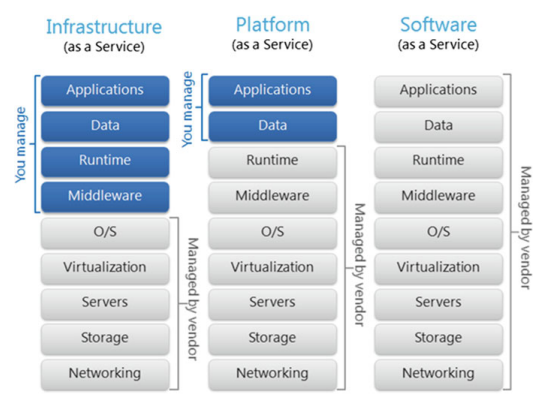 Infrastructure
(as a Service)
You manage
Applications
Data
Runtime
Middleware
O/S
Virtualization
Servers
Storage
Networking
Managed by vendor
Platform
(as a Service)
You manage
Applications
Data
Runtime
Middleware
O/S
Virtualization
Servers
Storage
Networking
Managed by vendor
Software
(as a Service)
Applications
Data
Runtime
Middleware
O/S
Virtualization
Servers
Storage
Networking
Managed by vendor